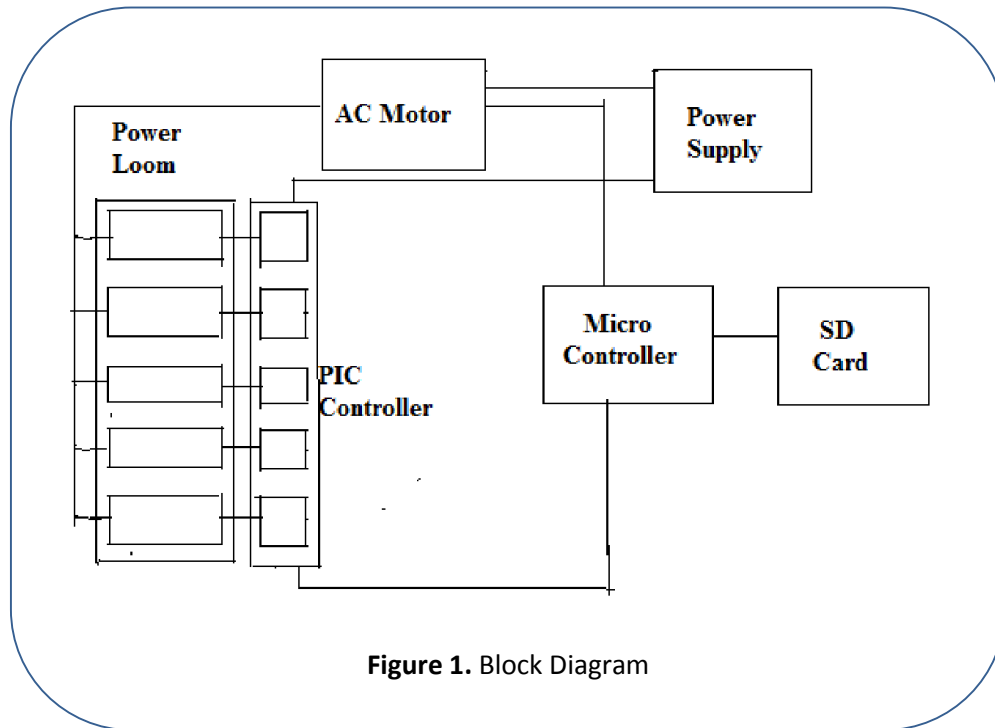 AC Motor
Power
Supply
Power
Loom
Micro
Controller
SD
Card
PIC
Controller
Figure 1. Block Diagram